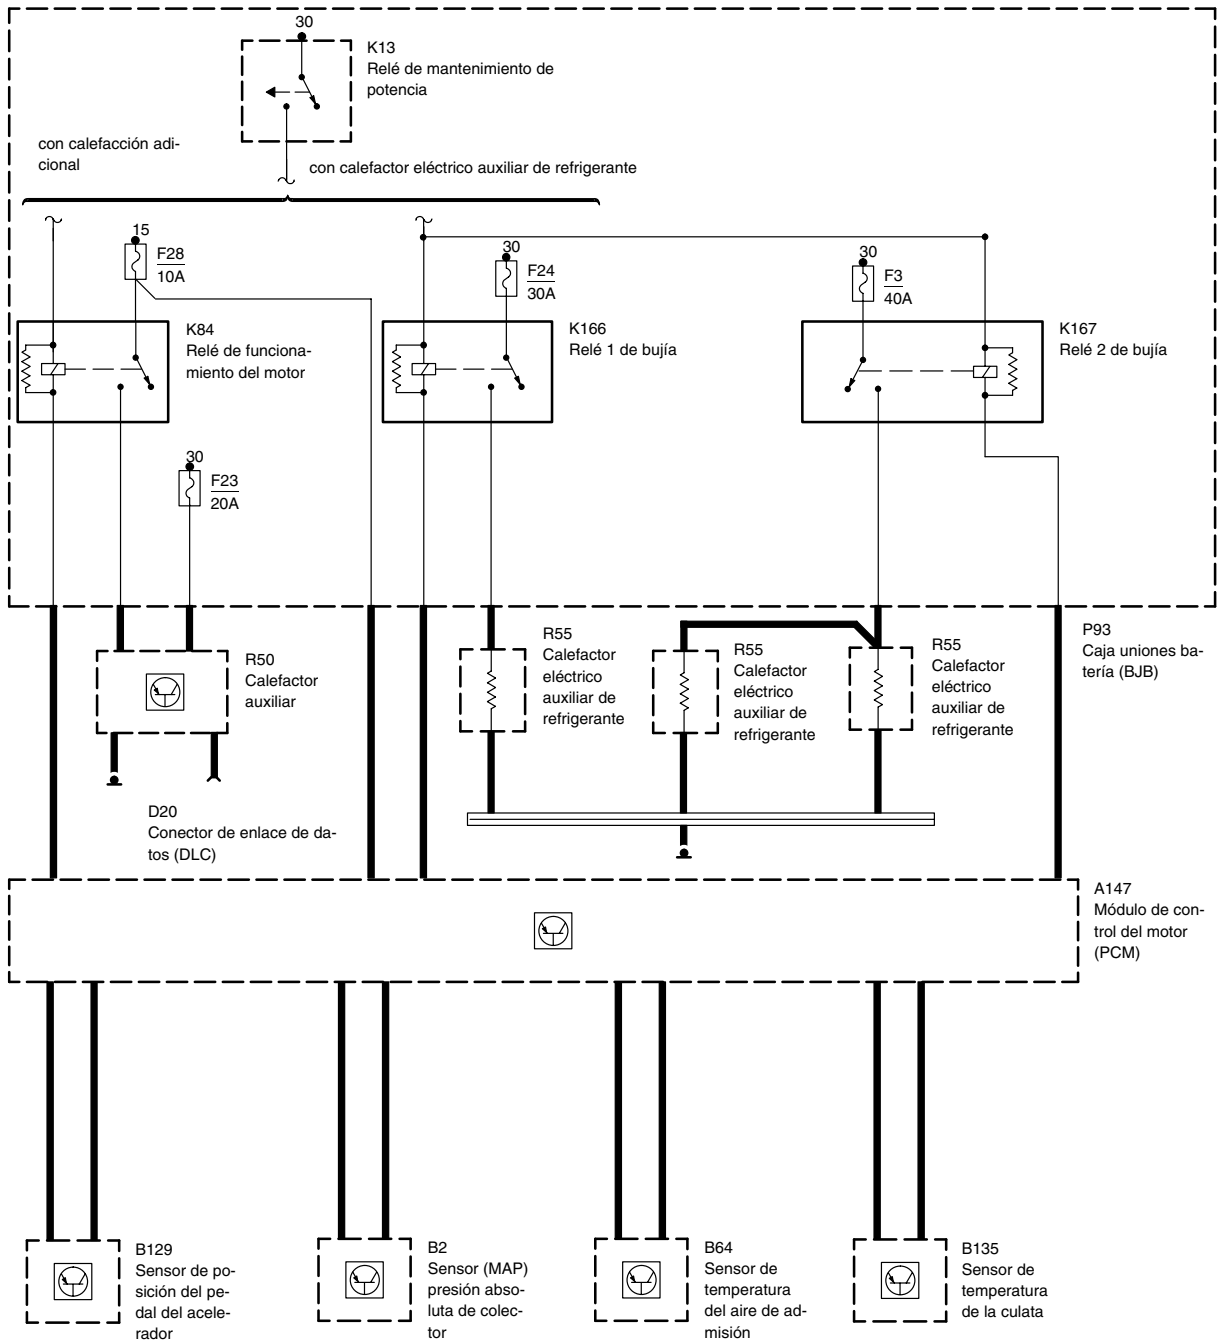 30
K13
Relé de mantenimiento de
potencia
con calefacción adi-
cional
con calefactor eléctrico auxiliar de refrigerante
15
F28
10A
30
F24
30A
30
F3
40A
K84
Relé de funciona-
miento del motor
K166
Relé 1 de bujía
K167
Relé 2 de bujía
30
F23
20A
R50
Calefactor
auxiliar
R55
Calefactor
eléctrico
auxiliar de
refrigerante
R55
Calefactor
eléctrico
auxiliar de
refrigerante
R55
Calefactor
eléctrico
auxiliar de
refrigerante
P93
Caja uniones ba-
tería (BJB)
D20
Conector de enlace de da-
tos (DLC)
A147
Módulo de con-
trol del motor
(PCM)
B129
Sensor de po-
sición del pe-
dal del acele-
rador
B2
Sensor (MAP)
presión abso-
luta de colec-
tor
B64
Sensor de
temperatura
del aire de ad-
misión
B135
Sensor de
temperatura
de la culata